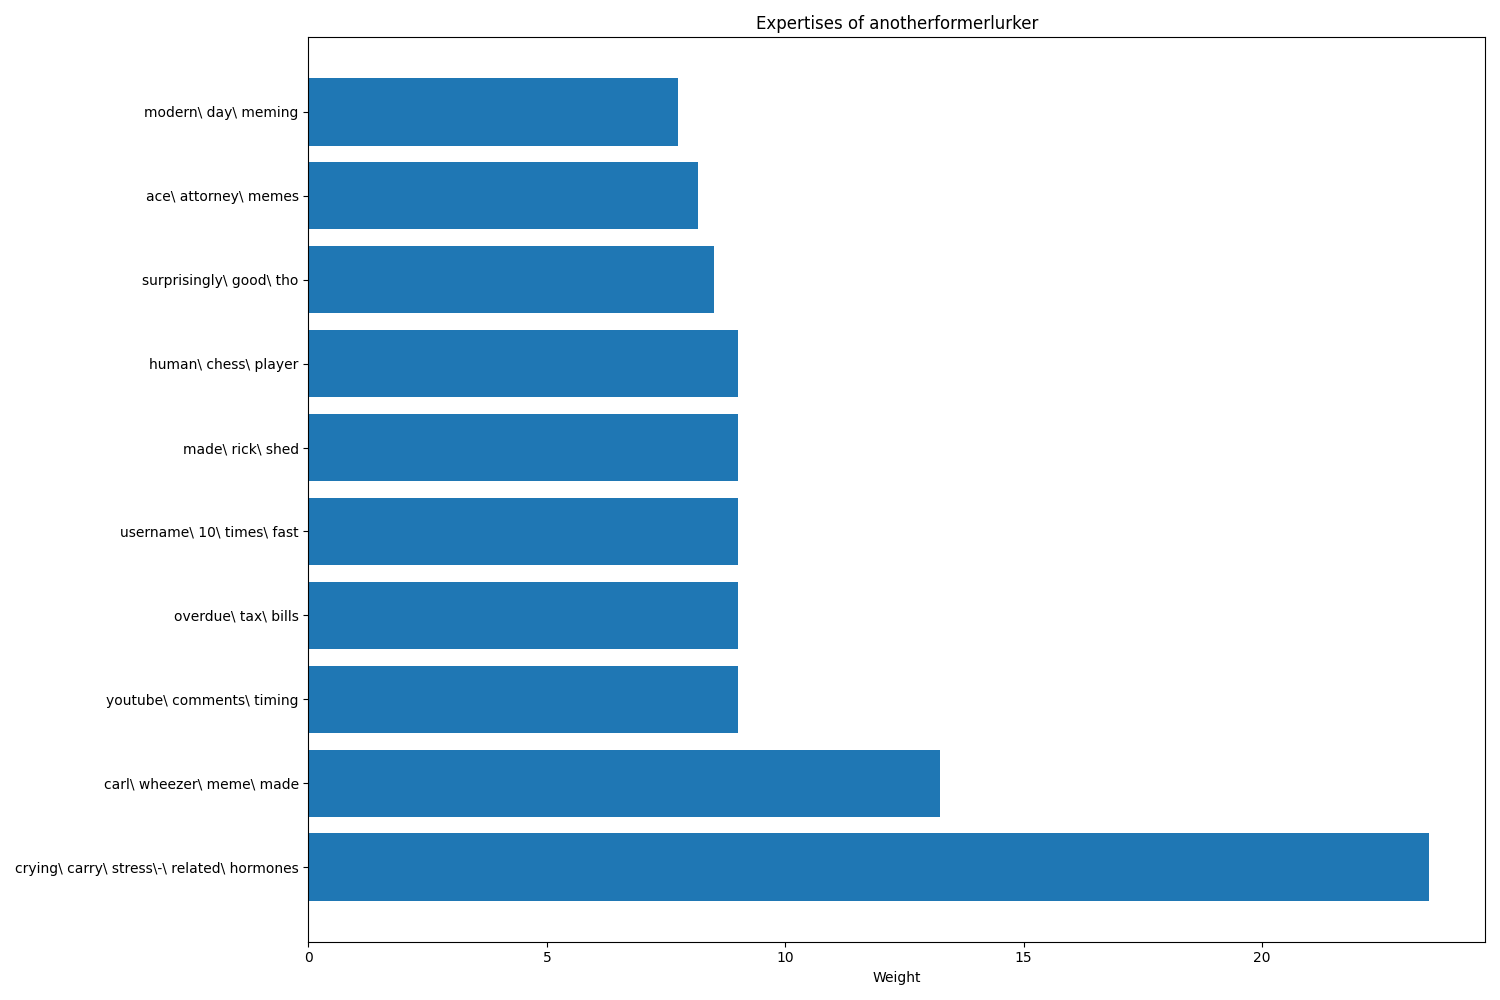 Expertises of anotherformerlurker
modern\ day\ meming
ace\ attorney\ memes
surprisingly\ good\ tho
human\ chess\ player
made\ rick\ shed
username\ 10\ times\ fast
overdue\ tax\ bills
youtube\ comments\ timing
carl\ wheezer\ meme\ made
crying\ carry\ stress\-\ related\ hormones
0 5 10 15 20
Weight